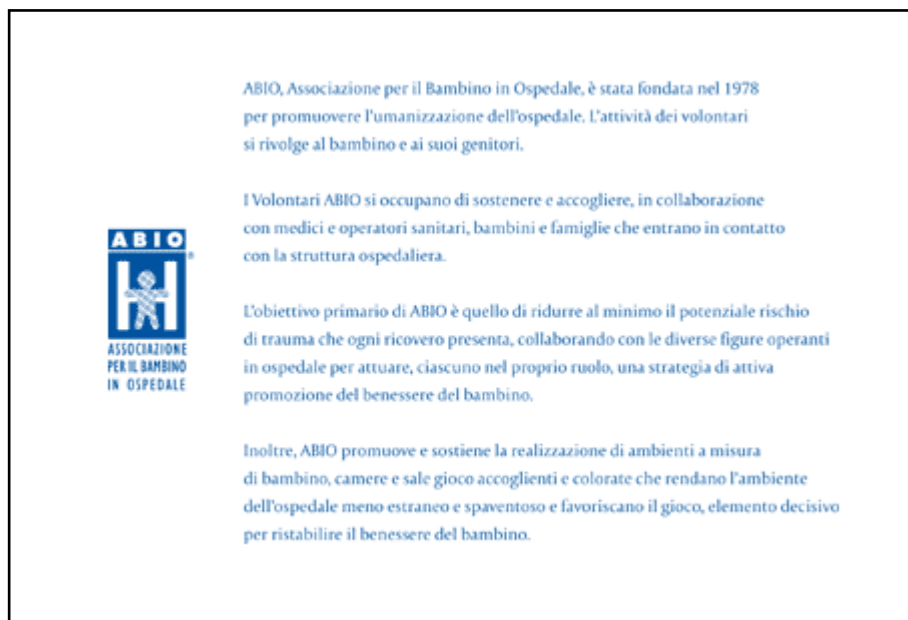 ABIO, Associazione per il Bambino in Ospedale, è stata fondata nel 1978
per promuovere l'umanizzazione dell'ospedale. L'attività dei volontari
si rivolge al bambino e ai suoi genitori.
I Volontari ABIO si occupano di sostenere e accogliere, in collaborazione
con medici e operatori sanitari, bambini e famiglie che entrano in contatto
con la struttura ospedaliera.
ABIO
H
®
ASSOCIAZIONE
PER IL BAMBINO
IN OSPEDALE
L'obiettivo primario di ABIO è quello di ridurre al minimo il potenziale rischio
di trauma che ogni ricovero presenta, collaborando con le diverse figure operanti
in ospedale per attuare, ciascuno nel proprio ruolo, una strategia di attiva
promozione del benessere del bambino.
Inoltre, ABIO promuove e sostiene la realizzazione di ambienti a misura
di bambino, camere e sale gioco accoglienti e colorate che rendano l'ambiente
dell'ospedale meno estraneo e spaventoso e favoriscano il gioco, elemento decisivo
per ristabilire il benessere del bambino.